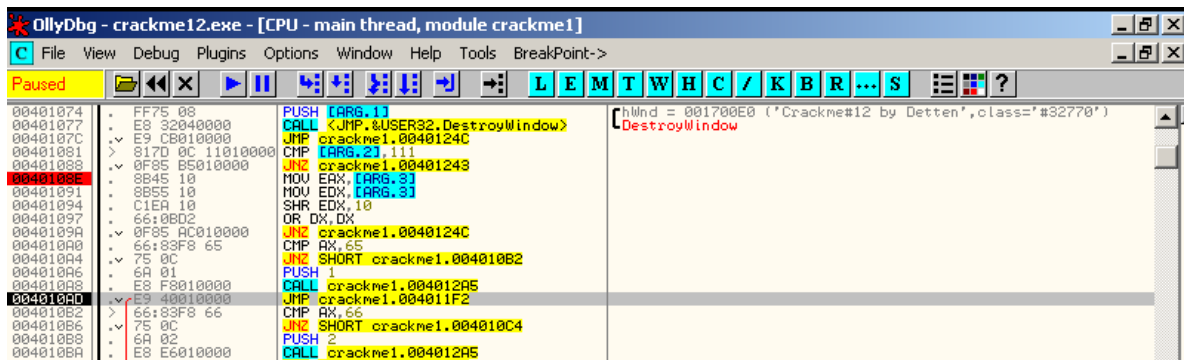 OllyDbg - crackme12.exe - [CPU - main thread, module crackme1]
C File View Debug Plugins Options Window Help Tools BreakPoint->
Paused L E M T W H C / K B R ... S ?
00401074 . FF75 08 PUSH [ARG.1] hWnd = 001700E0 ('Crackme#12 by Detten',class='#32770')
00401077 . E8 32040000 CALL <JMP.&USER32.DestroyWindow> DestroyWindow
0040107C .v E9 CB010000 JMP crackme1.0040124C
00401081 > 817D 0C 11010000 CMP [ARG.2],111
00401088 .v 0F85 B5010000 JNZ crackme1.00401243
0040108E . 8B45 10 MOV EAX,[ARG.3]
00401091 . 8B55 10 MOV EDX,[ARG.3]
00401094 . C1EA 10 SHR EDX,10
00401097 . 66:0BD2 OR DX,DX
0040109A .v 0F85 AC010000 JNZ crackme1.0040124C
004010A0 . 66:83F8 65 CMP AX,65
004010A4 .v 75 0C JNZ SHORT crackme1.004010B2
004010A6 . 6A 01 PUSH 1
004010A8 . E8 F8010000 CALL crackme1.004012A5
004010AD .v E9 40010000 JMP crackme1.004011F2
004010B2 > 66:83F8 66 CMP AX,66
004010B6 .v 75 0C JNZ SHORT crackme1.004010C4
004010B8 . 6A 02 PUSH 2
004010BA . E8 E6010000 CALL crackme1.004012A5